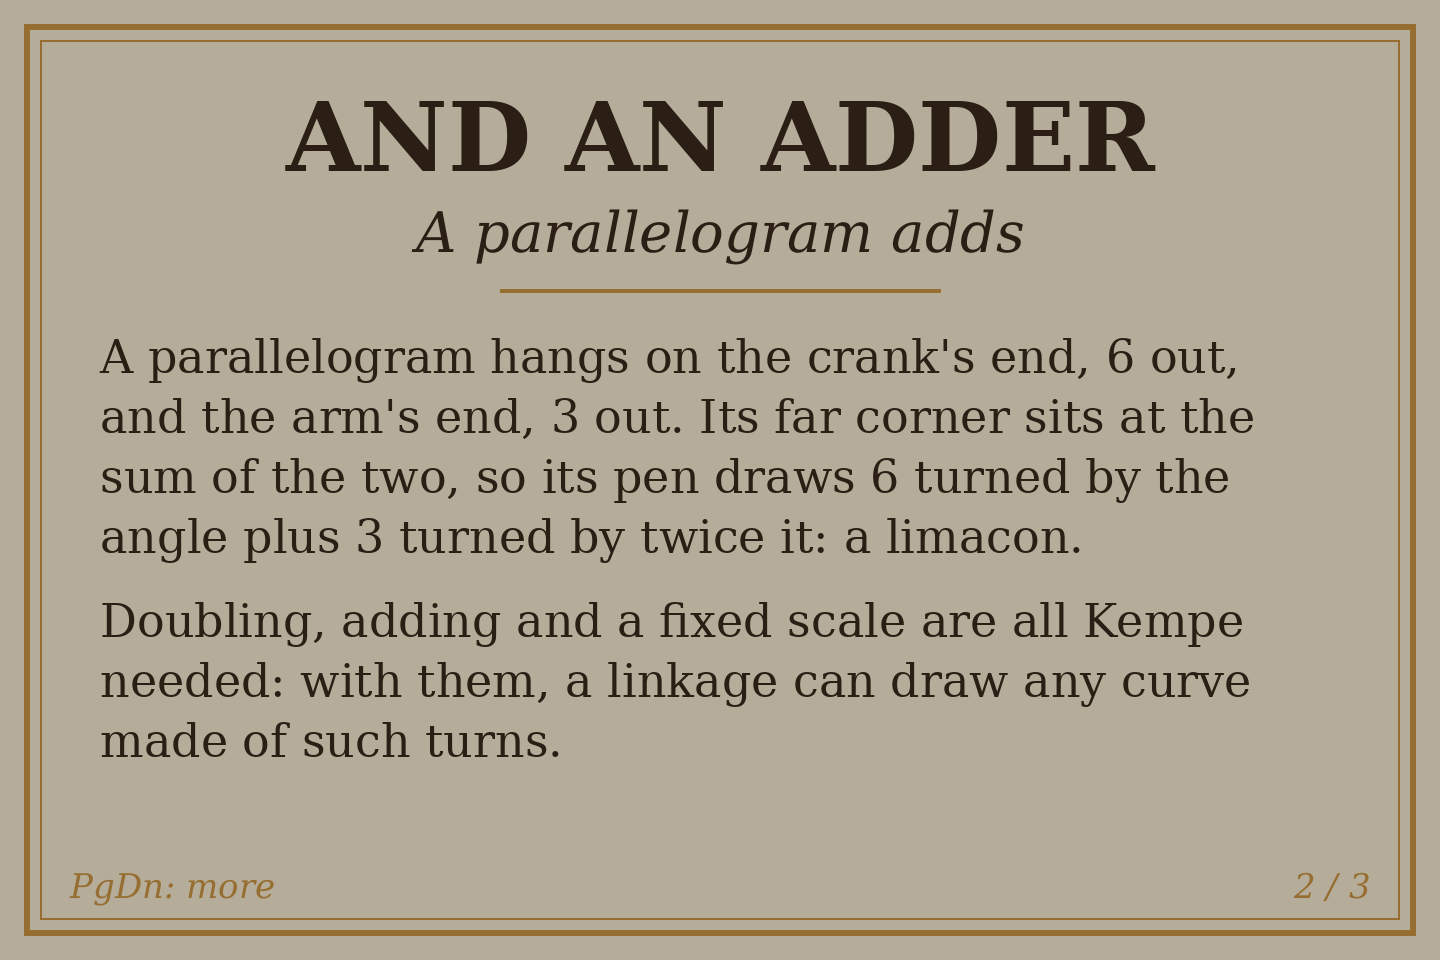 AND AN ADDER
A parallelogram adds
A parallelogram hangs on the crank's end, 6 out,
and the arm's end, 3 out. Its far corner sits at the
sum of the two, so its pen draws 6 turned by the
angle plus 3 turned by twice it: a limacon.
Doubling, adding and a fixed scale are all Kempe
needed: with them, a linkage can draw any curve
made of such turns.
PgDn: more
2 / 3